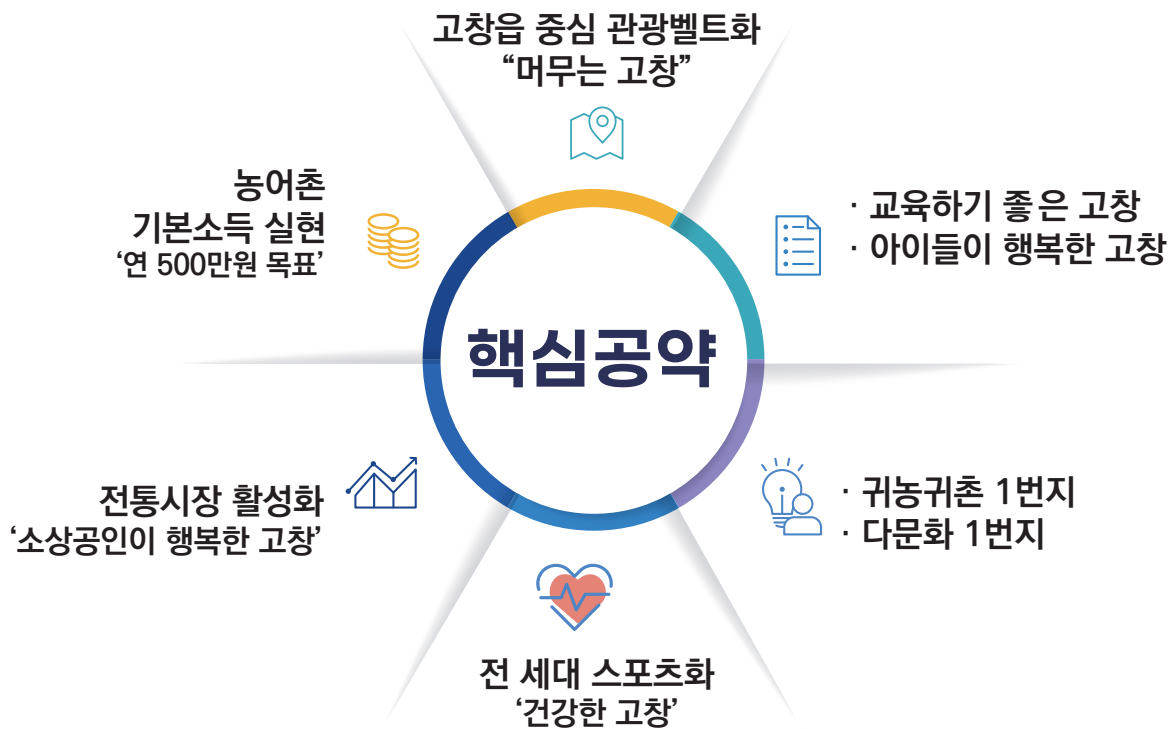 고창읍 중심 관광벨트화
“머무는 고창”
· 교육하기 좋은 고창
· 아이들이 행복한 고창
· 귀농귀촌 1번지
· 다문화 1번지
전 세대 스포츠화
‘건강한 고창’
전통시장 활성화
‘소상공인이 행복한 고창’
농어촌
기본소득 실현
‘연 500만원 목표’
핵심공약